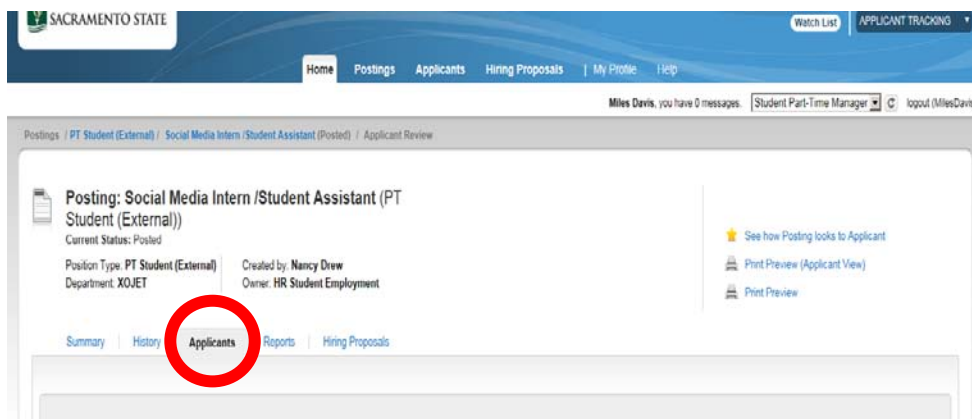 SACRAMENTO STATE
Watch List APPLICANT TRACKING
Home Postings Applicants Hiring Proposals | My Profile Help
Miles Davis, you have 0 messages. Student Part-Time Manager logout (MilesDavis
Postings / PT Student (External) / Social Media Intern /Student Assistant (Posted) / Applicant Review
Posting: Social Media Intern /Student Assistant (PT
Student (External))
Current Status: Posted
Position Type: PT Student (External) Created by: Nancy Drew
Department: XOJET Owner: HR Student Employment
See how Posting looks to Applicant
Print Preview (Applicant View)
Print Preview
Summary History Applicants Reports Hiring Proposals